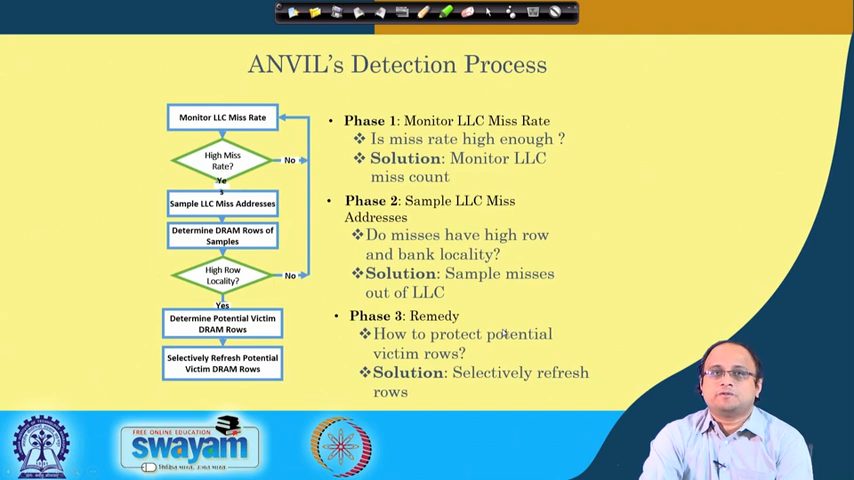 ANVIL's Detection Process
Monitor LLC Miss Rate
High Miss
Rate?
No
Ye
s
Sample LLC Miss Addresses
Determine DRAM Rows of
Samples
High Row
Locality?
No
Yes
Determine Potential Victim
DRAM Rows
Selectively Refresh Potential
Victim DRAM Rows
• Phase 1: Monitor LLC Miss Rate
❖ Is miss rate high enough ?
❖ Solution: Monitor LLC
miss count
• Phase 2: Sample LLC Miss
Addresses
❖Do misses have high row
and bank locality?
❖Solution: Sample misses
out of LLC
• Phase 3: Remedy
❖How to protect potential
victim rows?
❖Solution: Selectively refresh
rows
FREE ONLINE EDUCATION
swayam